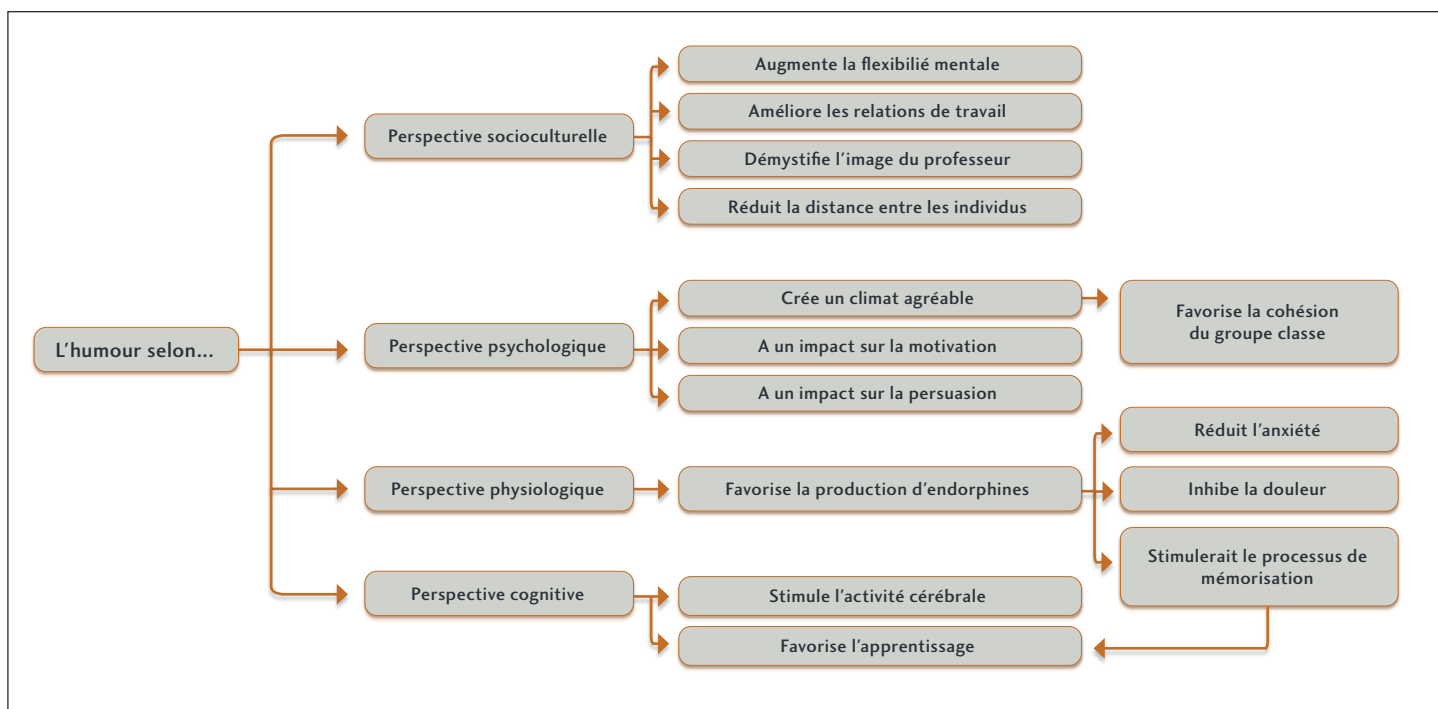 L'humour selon...
Perspective socioculturelle
Augmente la flexibilié mentale
Améliore les relations de travail
Démystifie l'image du professeur
Réduit la distance entre les individus
Perspective psychologique
Crée un climat agréable
A un impact sur la motivation
A un impact sur la persuasion
Favorise la cohésion
du groupe classe
Perspective physiologique
Favorise la production d'endorphines
Réduit l'anxiété
Inhibe la douleur
Stimulerait le processus de
mémorisation
Perspective cognitive
Stimule l'activité cérébrale
Favorise l'apprentissage